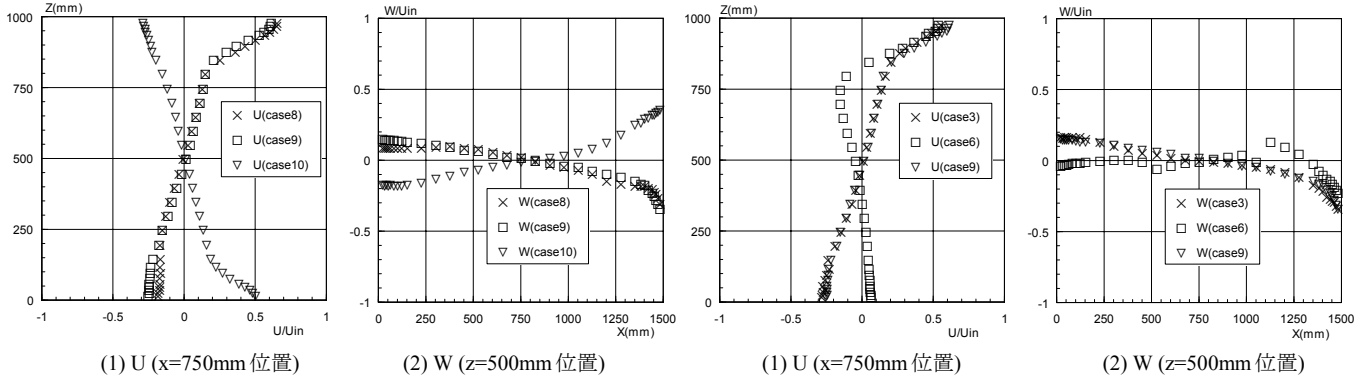 Z(mm)
1000
750
500
250
0
-1
-0.5
0
0.5
1
U/Uin
U(case8)
U(case9)
U(case10)
(1) U (x=750mm 位置)
W/Uin
1
0.5
0
-0.5
-1
0
250
500
750
1000
1250
1500
X(mm)
W(case8)
W(case9)
W(case10)
(2) W (z=500mm 位置)
Z(mm)
1000
750
500
250
0
-1
-0.5
0
0.5
1
U/Uin
U(case3)
U(case6)
U(case9)
(1) U (x=750mm 位置)
W/Uin
1
0.5
0
-0.5
-1
0
250
500
750
1000
1250
1500
X(mm)
W(case3)
W(case6)
W(case9)
(2) W (z=500mm 位置)